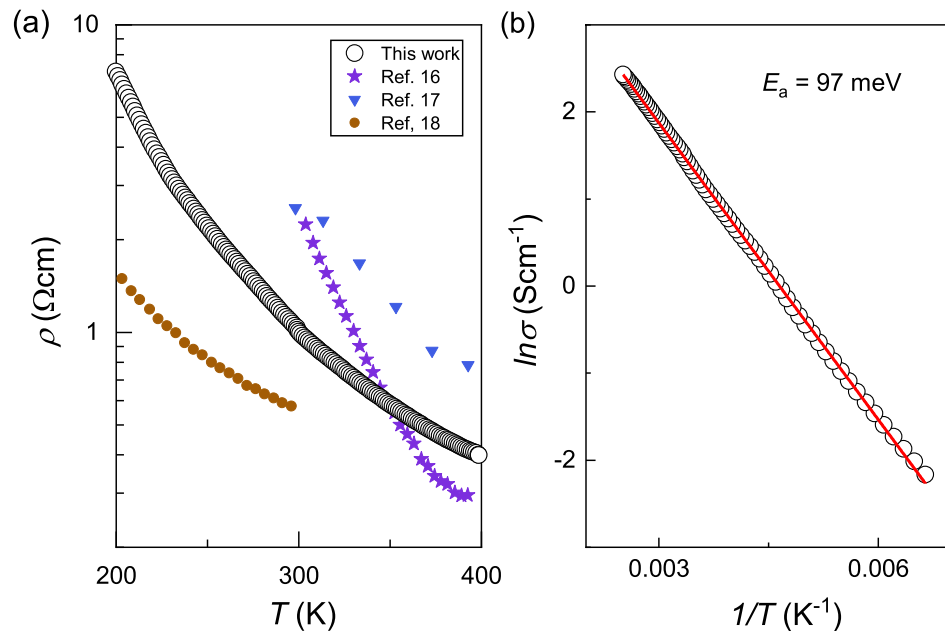 (a)
10
1
ρ (Ωcm)
This work
Ref. 16
Ref. 17
Ref, 18
200
300
400
T (K)
(b)
Eₐ = 97 meV
2
0
-2
lnσ (Scm⁻¹)
0.003
0.006
1/T (K⁻¹)